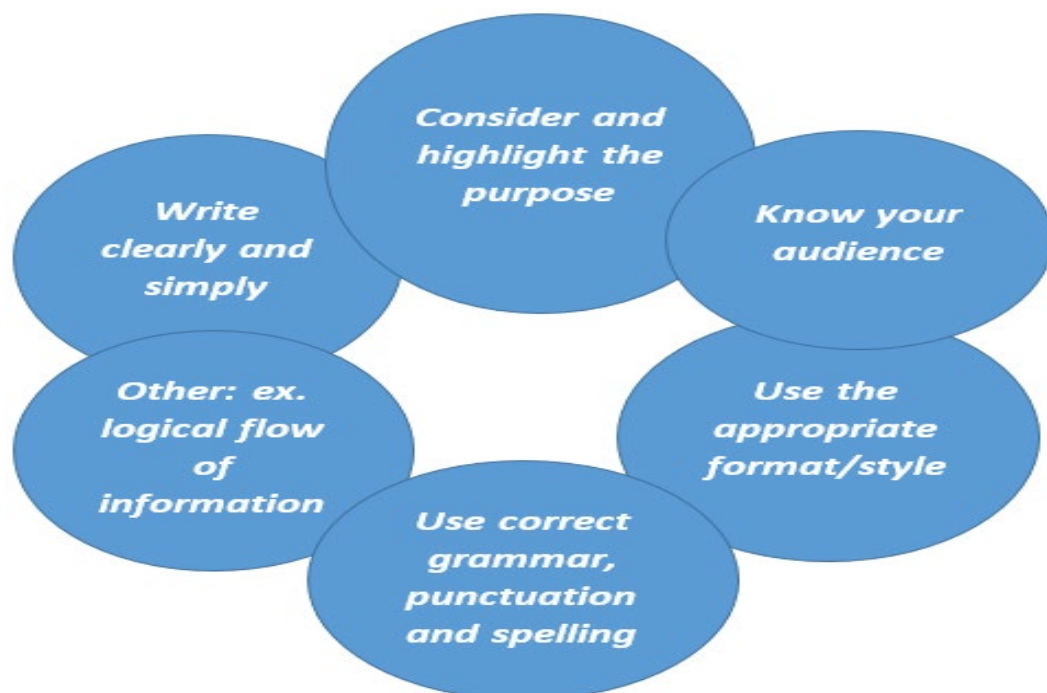 Consider and
highlight the
purpose
Know your
audience
Use the
appropriate
format/style
Use correct
grammar,
punctuation
and spelling
Other: ex.
logical flow
of
information
Write
clearly and
simply